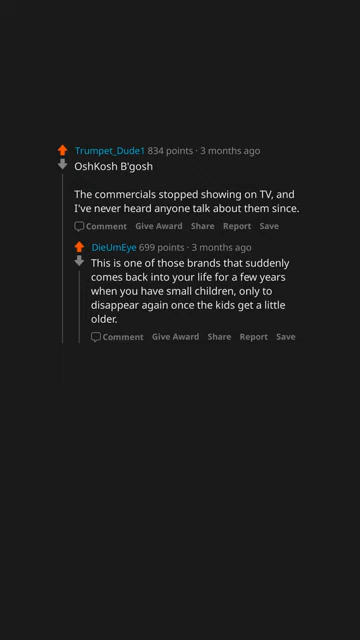 Trumpet_Dude1 834 points · 3 months ago
OshKosh B'gosh
The commercials stopped showing on TV, and
I've never heard anyone talk about them since.
Comment Give Award Share Report Save
DieUmEye 699 points · 3 months ago
This is one of those brands that suddenly
comes back into your life for a few years
when you have small children, only to
disappear again once the kids get a little
older.
Comment Give Award Share Report Save